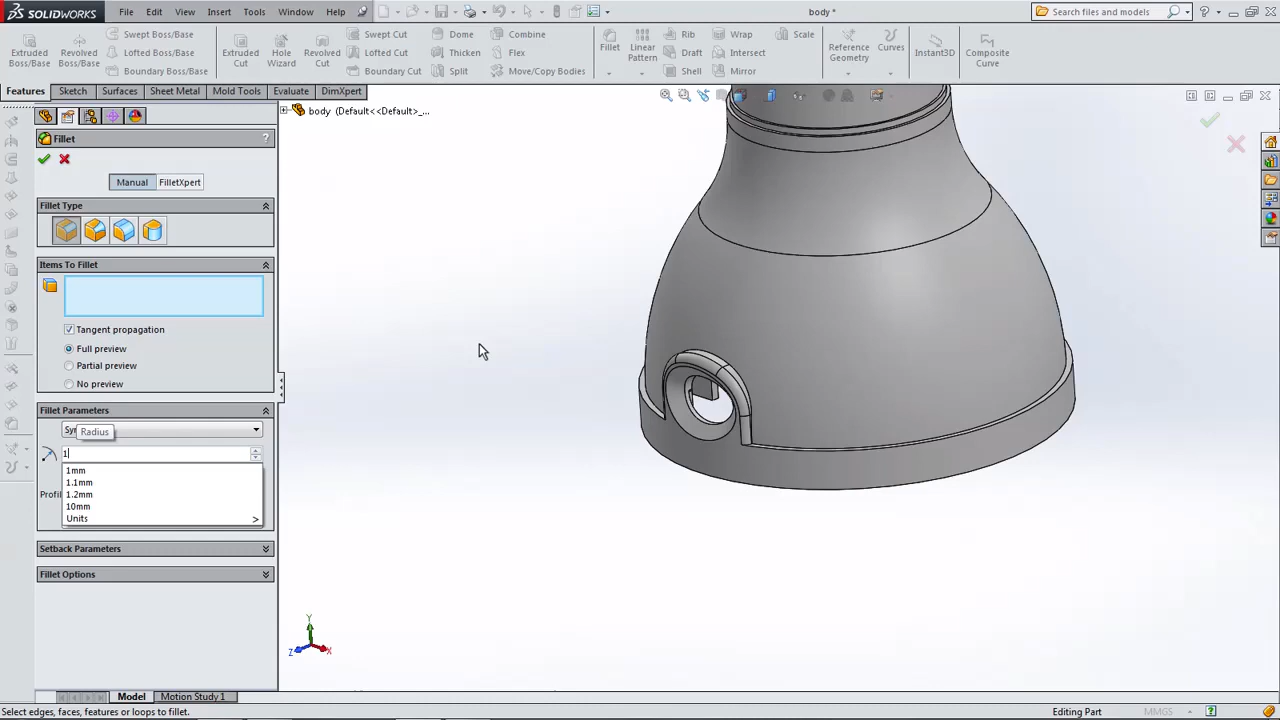 SOLIDWORKS File Edit View Insert Tools Window Help body * Search files and models ?
Extruded Boss/Base Revolved Boss/Base Swept Boss/Base Lofted Boss/Base Boundary Boss/Base Extruded Cut Hole Wizard Revolved Cut Swept Cut Lofted Cut Boundary Cut Dome Thicken Split Combine Flex Move/Copy Bodies Fillet Linear Pattern Rib Draft Shell Wrap Intersect Mirror Scale Reference Geometry Curves Instant3D Composite Curve
Features Sketch Surfaces Sheet Metal Mold Tools Evaluate DimXpert
body (Default<<Default>_...
Fillet ?
Manual FilletXpert
Fillet Type
Items To Fillet
Tangent propagation
Full preview
Partial preview
No preview
Fillet Parameters
Sy
Radius
1
1mm
1.1mm
1.2mm
10mm
Units >
Profil
Setback Parameters
Fillet Options
Y
Z X
Model Motion Study 1
Select edges, faces, features or loops to fillet. Editing Part MMGS ?